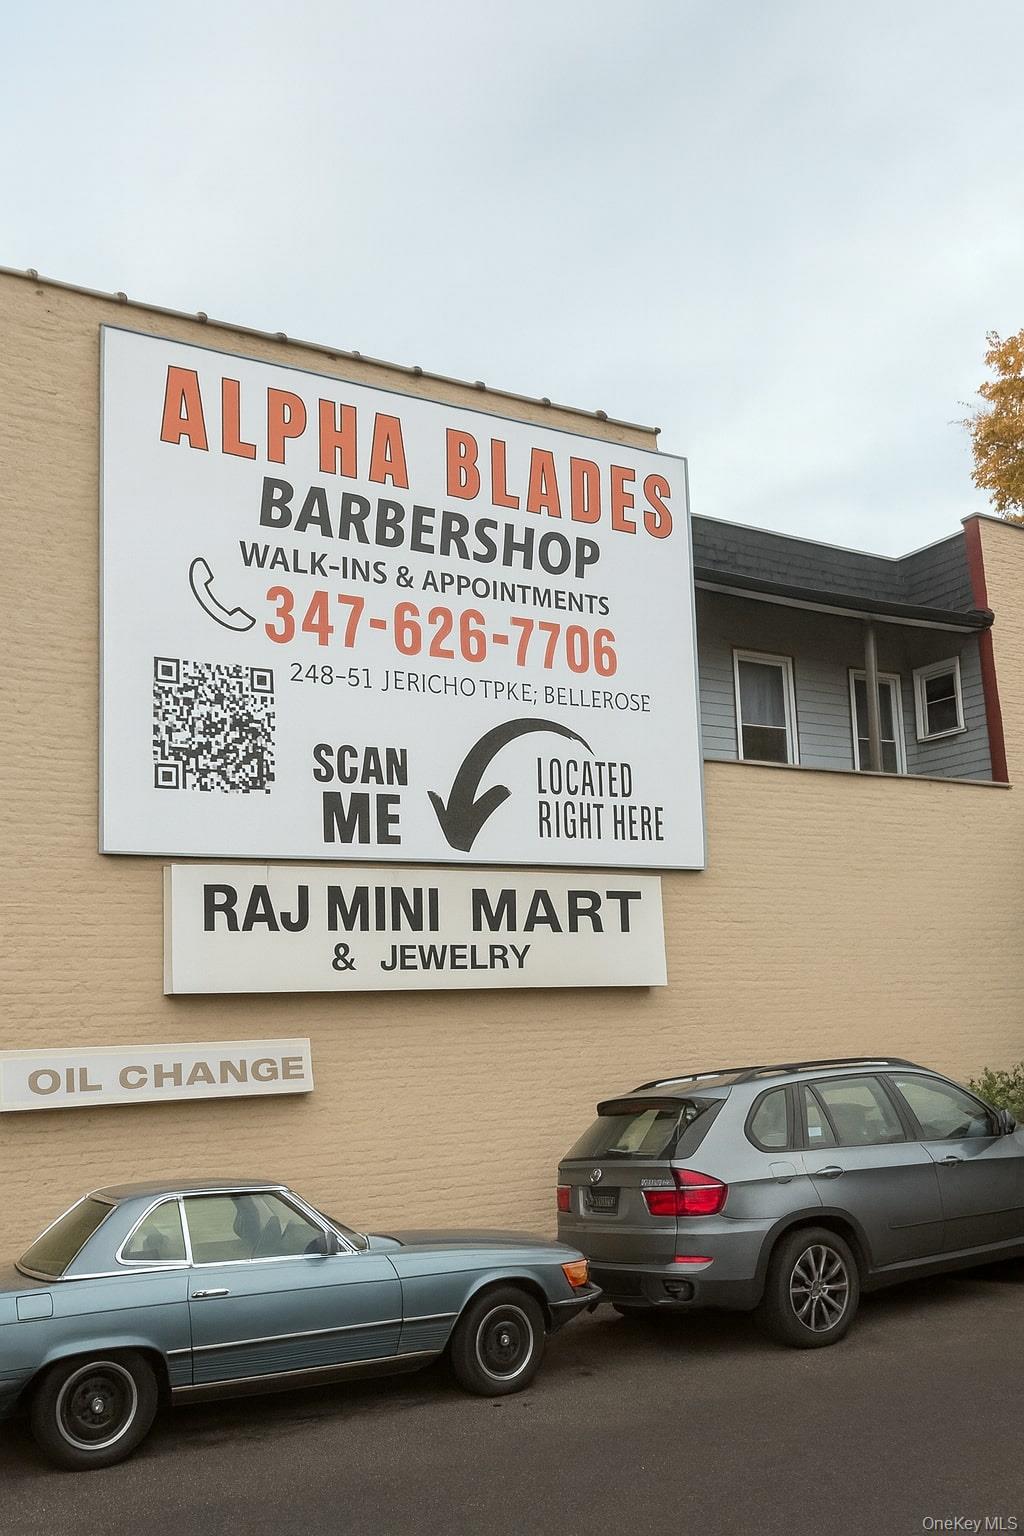 ALPHA BLADES
BARBERSHOP
WALK-INS & APPOINTMENTS
347-626-7706
248-51 JERICHO TPKE; BELLEROSE
SCAN
ME
LOCATED
RIGHT HERE
RAJ MINI MART
& JEWELRY
OIL CHANGE
OneKey MLS